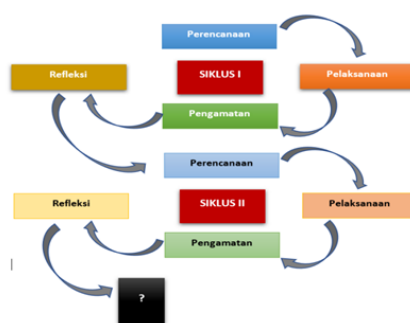 Perencanaan
Refleksi
SIKLUS I
Pelaksanaan
Pengamatan
Perencanaan
Refleksi
SIKLUS II
Pelaksanaan
Pengamatan
?